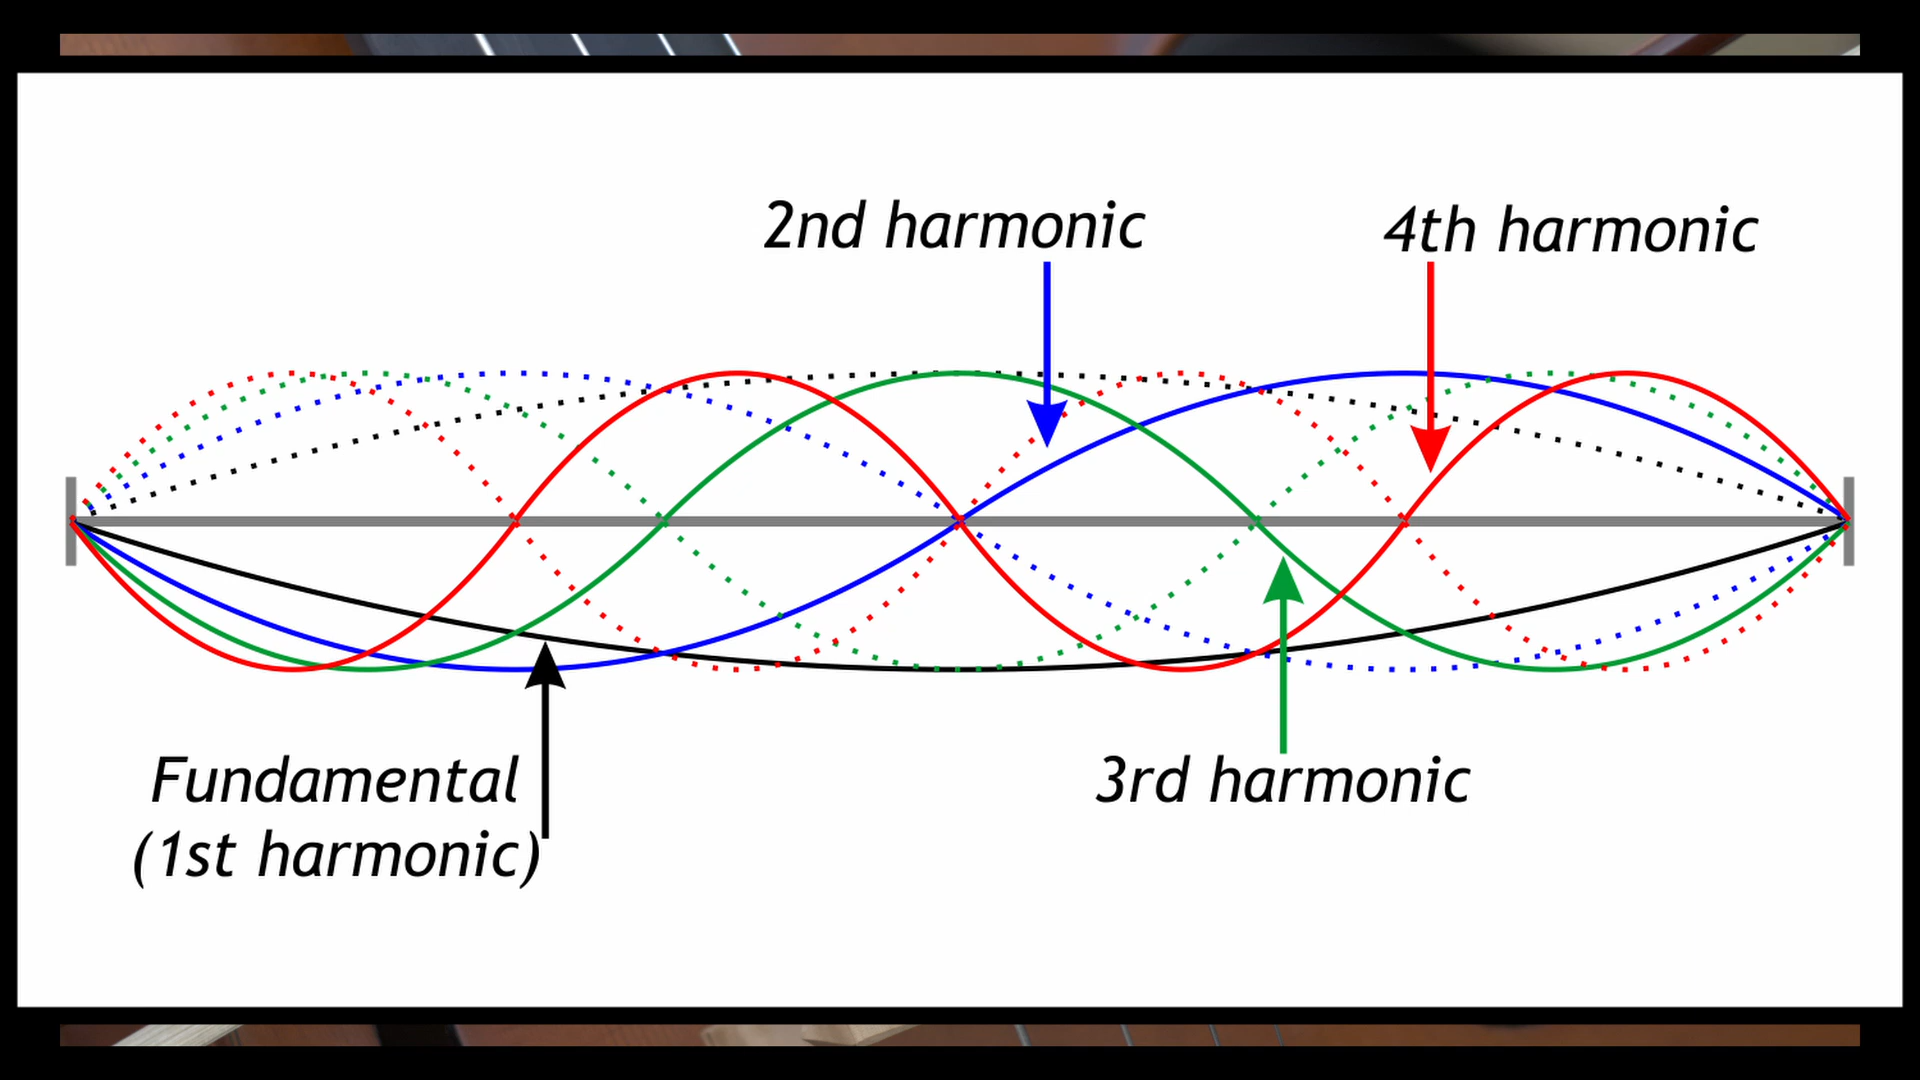 2nd harmonic
4th harmonic
Fundamental
(1st harmonic)
3rd harmonic